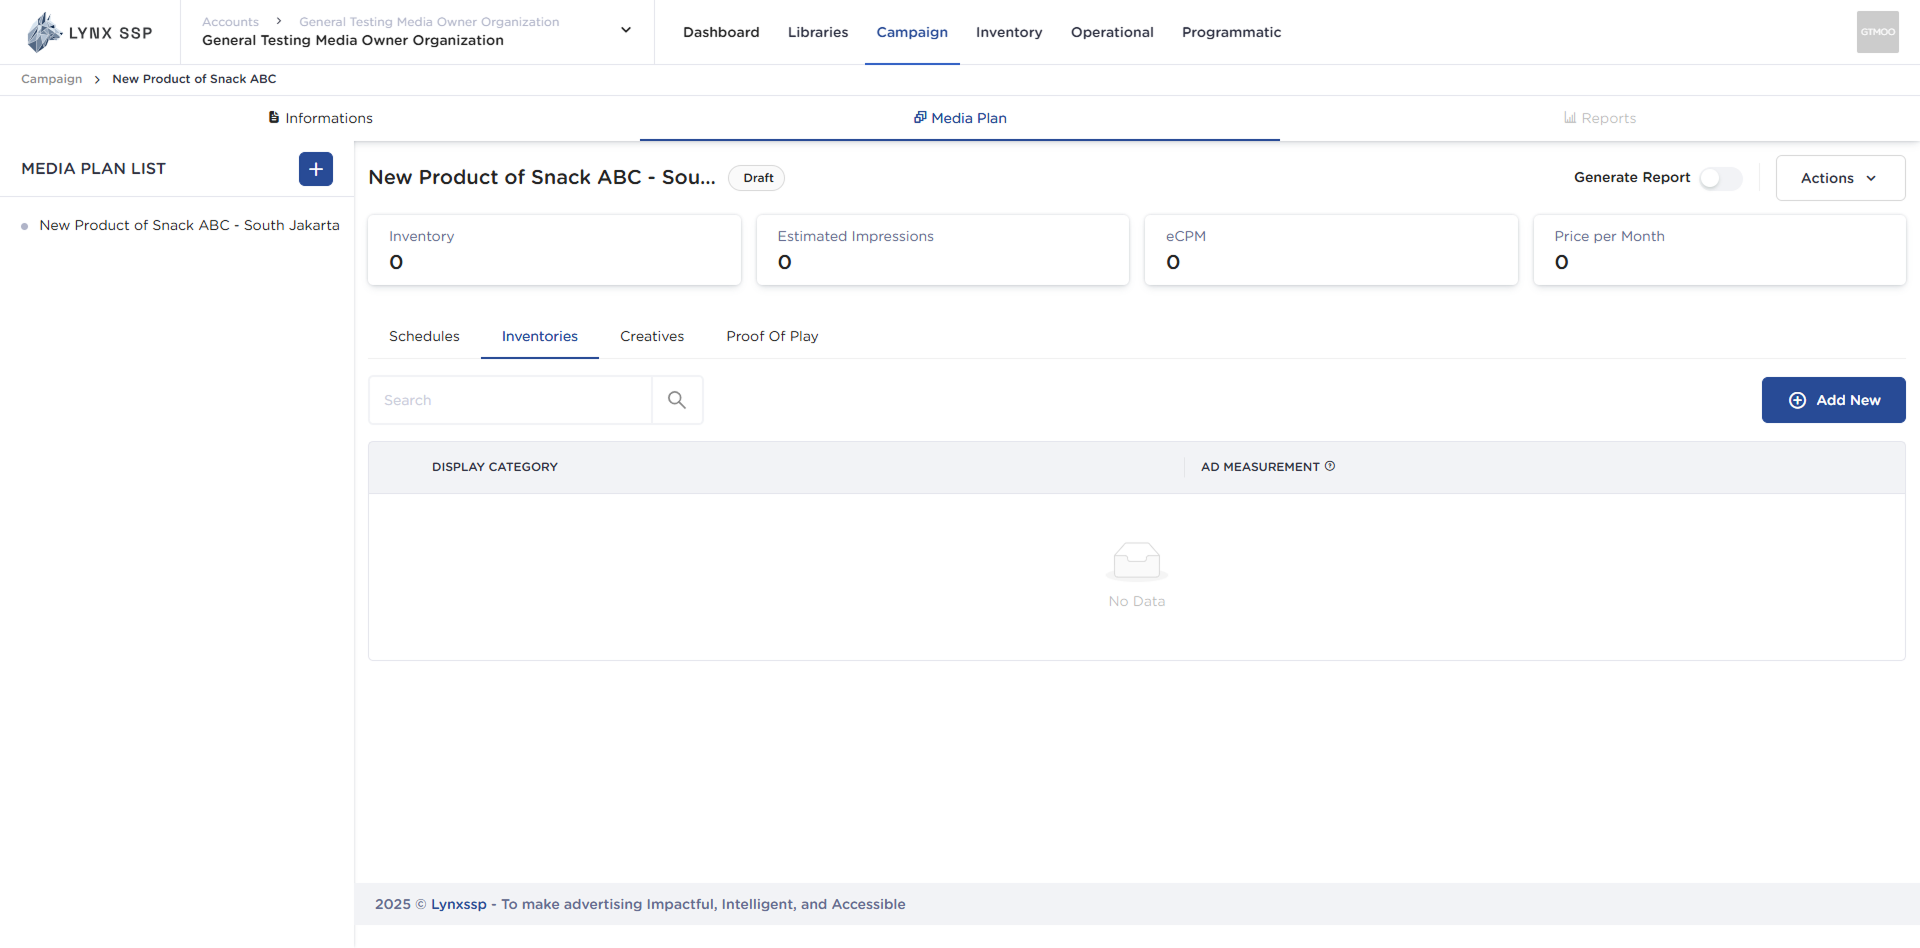 LYNX SSP
Accounts > General Testing Media Owner Organization
General Testing Media Owner Organization
Dashboard Libraries Campaign Inventory Operational Programmatic
GTMOO
Campaign > New Product of Snack ABC
Informations
Media Plan
Reports
MEDIA PLAN LIST
New Product of Snack ABC - South Jakarta
New Product of Snack ABC - Sou... Draft
Generate Report
Actions
Inventory
0
Estimated Impressions
0
eCPM
0
Price per Month
0
Schedules Inventories Creatives Proof Of Play
Search
Add New
DISPLAY CATEGORY
AD MEASUREMENT
No Data
2025 © Lynxssp - To make advertising Impactful, Intelligent, and Accessible